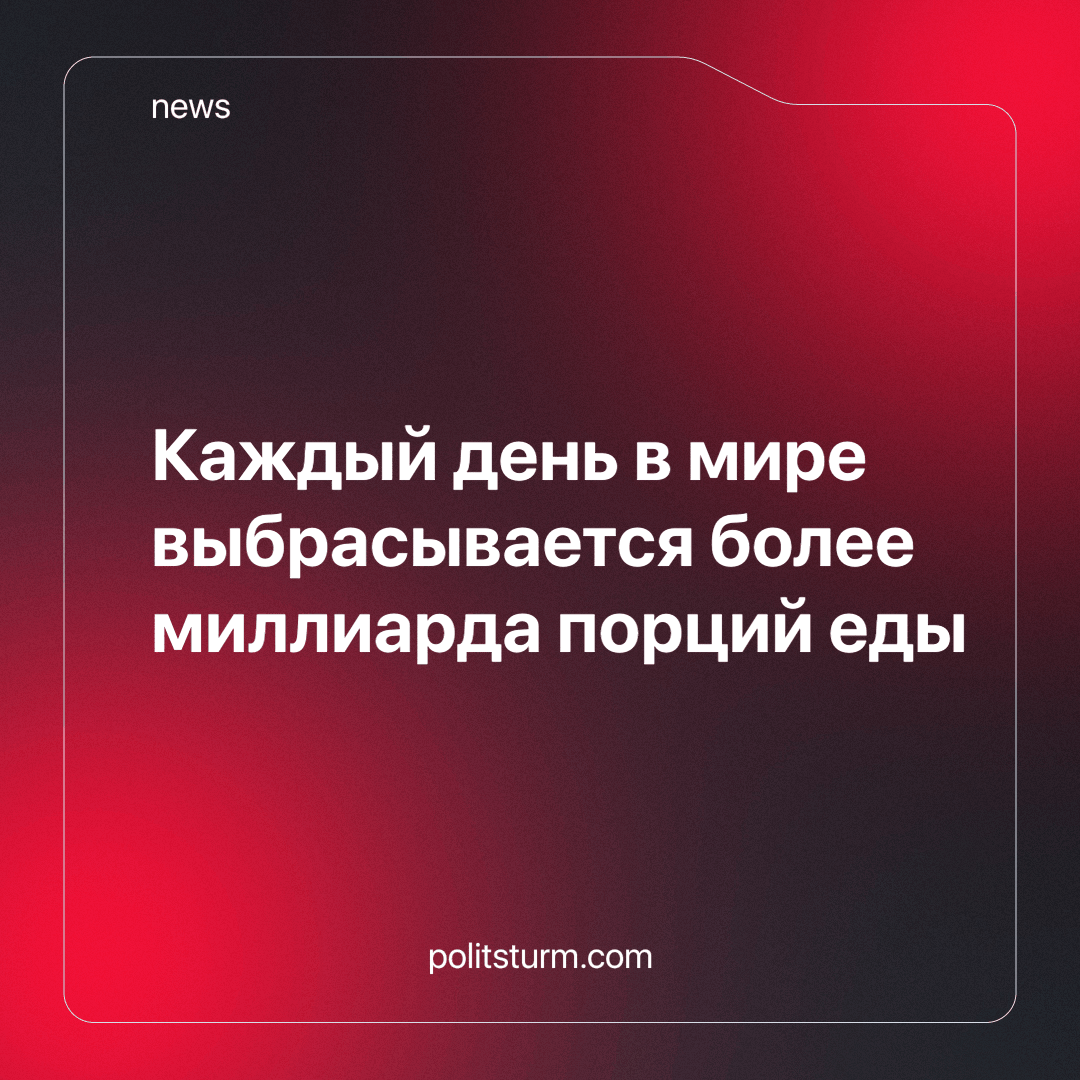 news
Каждый день в мире
выбрасывается более
миллиарда порций еды
politsturm.com